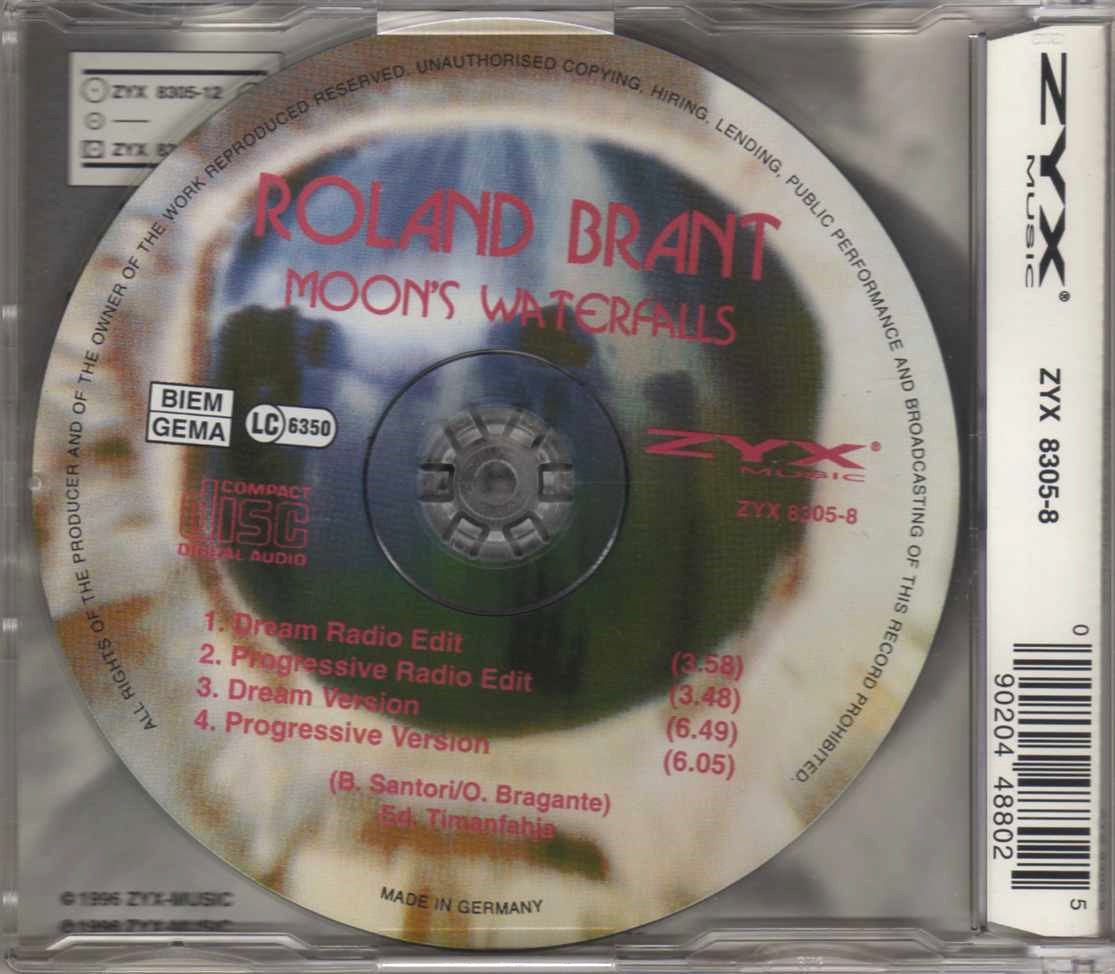 ZYX 8305-12
ZYX
ALL RIGHTS OF THE PRODUCER AND OF THE OWNER OF THE WORK REPRODUCED RESERVED. UNAUTHORISED COPYING, HIRING, LENDING, PUBLIC PERFORMANCE AND BROADCASTING OF THIS RECORD PROHIBITED.
ROLAND BRANT
MOON'S WATERFALLS
BIEM
GEMA
LC 6350
COMPACT
disc
DIGITAL AUDIO
ZYX®
MUSIC
ZYX 8305-8
1. Dream Radio Edit (3.58)
2. Progressive Radio Edit (3.48)
3. Dream Version (6.49)
4. Progressive Version (6.05)
(B. Santori/O. Bragante)
Ed. Timanfahja
MADE IN GERMANY
©1996 ZYX-MUSIC
℗1996 ZYX-MUSIC
ZYX®
MUSIC
ZYX 8305-8
0 90204 48802 5